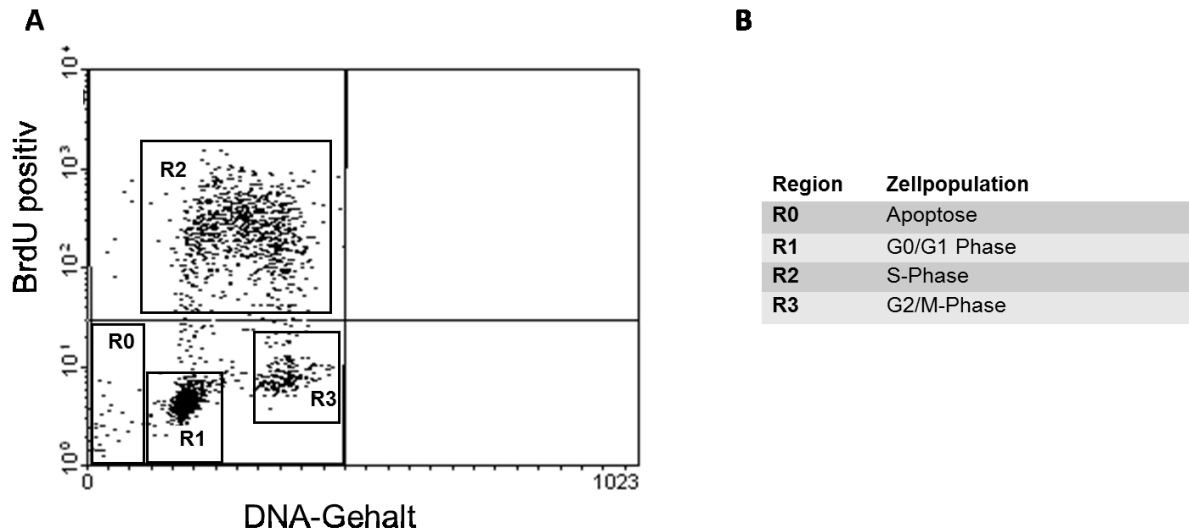 A
B
10⁴
10³
10²
10¹
10⁰
BrdU positiv
R2
R0
R1
R3
0
1023
DNA-Gehalt
Region Zellpopulation
R0 Apoptose
R1 G0/G1 Phase
R2 S-Phase
R3 G2/M-Phase